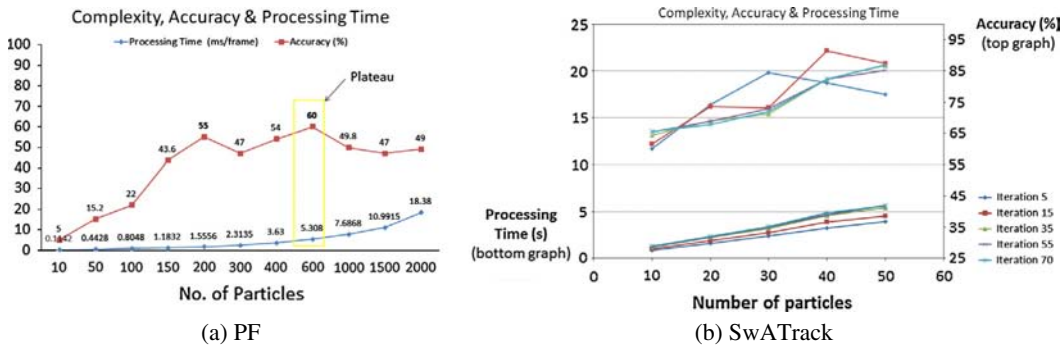 Complexity, Accuracy & Processing Time
Processing Time (ms/frame) Accuracy (%)
100
90
80
70
60
50
40
30
20
10
0
Plateau
5 15.2 22 43.6 55 47 54 60 49.8 47 49
0.4428 0.8048 1.1832 1.5556 2.3135 3.63 5.308 7.6868 10.9915 18.38
10 50 100 150 200 300 400 600 1000 1500 2000
No. of Particles
(a) PF
Complexity, Accuracy & Processing Time
Accuracy (%)
(top graph)
25
20
15
10
5
0
95
85
75
65
55
45
35
25
Processing
Time (s)
(bottom graph)
Iteration 5
Iteration 15
Iteration 35
Iteration 55
Iteration 70
0 10 20 30 40 50 60
Number of particles
(b) SwATrack